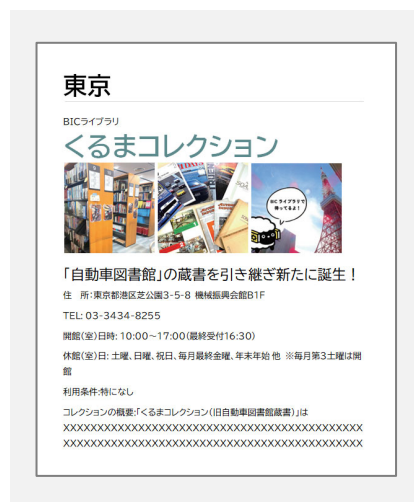 東京
BICライブラリ
くるまコレクション
BICライブラリで
待ってるよ!
「自動車図書館」の蔵書を引き継ぎ新たに誕生！
住　所:東京都港区芝公園3-5-8 機械振興会館B1F
TEL: 03-3434-8255
開館(室)日時: 10:00～17:00(最終受付16:30)
休館(室)日: 土曜、日曜、祝日、毎月最終金曜、年末年始 他 ※毎月第3土曜は開
館
利用条件:特になし
コレクションの概要:「くるまコレクション(旧自動車図書館蔵書)」は
XXXXXXXXXXXXXXXXXXXXXXXXXXXXXXXXXXXXXXXXXXXX
XXXXXXXXXXXXXXXXXXXXXXXXXXXXXXXXXXXXXXXXXXXX